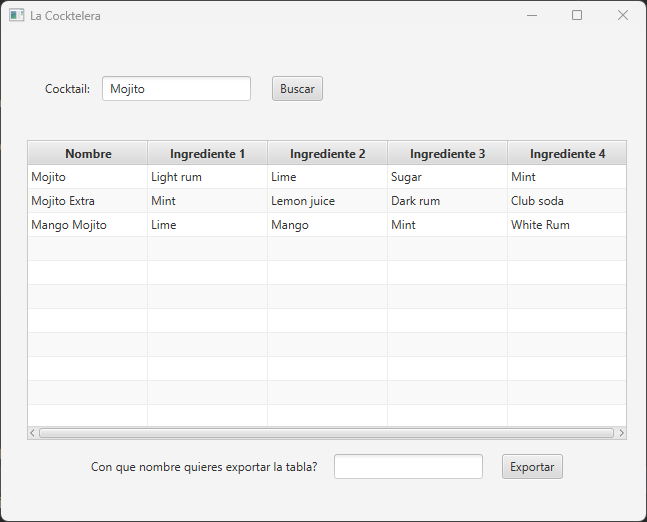 La Cocktelera
Cocktail: Mojito Buscar
Nombre Ingrediente 1 Ingrediente 2 Ingrediente 3 Ingrediente 4
Mojito Light rum Lime Sugar Mint
Mojito Extra Mint Lemon juice Dark rum Club soda
Mango Mojito Lime Mango Mint White Rum
Con que nombre quieres exportar la tabla? Exportar